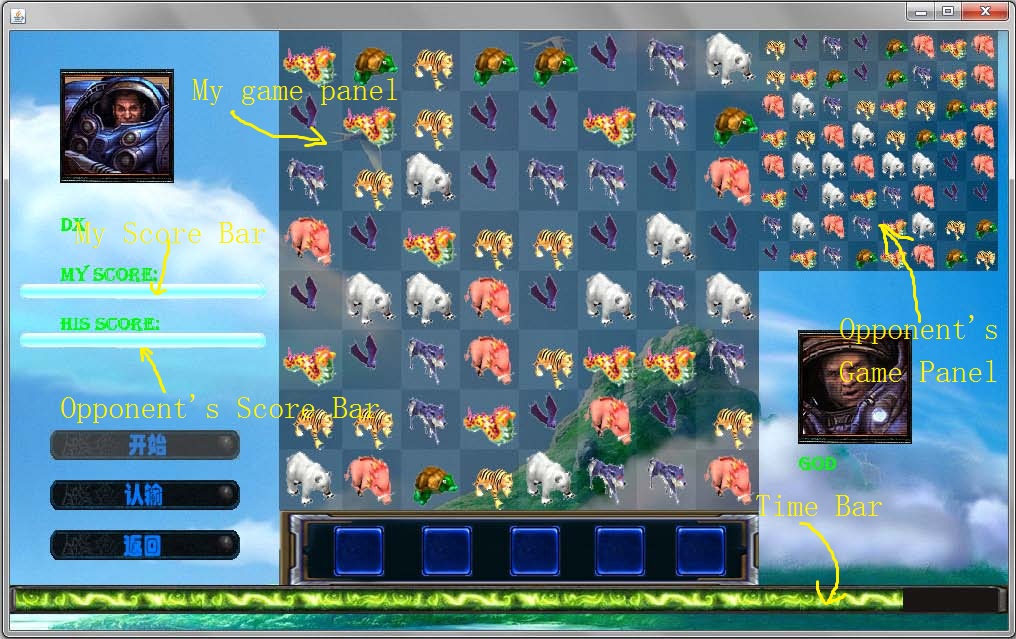 My game panel
DX
My Score Bar
MY SCORE:
HIS SCORE:
Opponent's Score Bar
开始
认输
返回
Opponent's
Game Panel
GOD
Time Bar